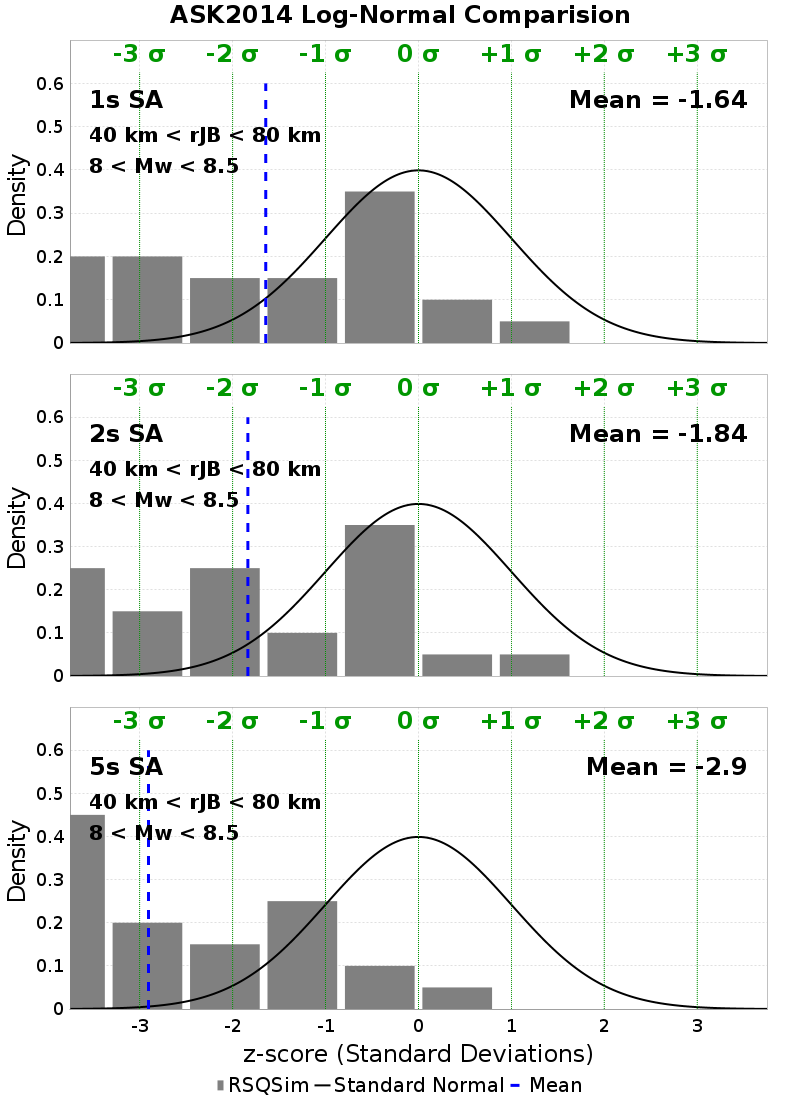 ASK2014 Log-Normal Comparision
-3 σ -2 σ -1 σ 0 σ +1 σ +2 σ +3 σ
0.6
1s SA Mean = -1.64
0.5
40 km < rJB < 80 km
8 < Mw < 8.5
0.4
Density
0.3
0.2
0.1
0
-3 σ -2 σ -1 σ 0 σ +1 σ +2 σ +3 σ
0.6
2s SA Mean = -1.84
0.5
40 km < rJB < 80 km
8 < Mw < 8.5
0.4
Density
0.3
0.2
0.1
0
-3 σ -2 σ -1 σ 0 σ +1 σ +2 σ +3 σ
0.6
5s SA Mean = -2.9
0.5
40 km < rJB < 80 km
8 < Mw < 8.5
0.4
Density
0.3
0.2
0.1
0
-3 -2 -1 0 1 2 3
z-score (Standard Deviations)
RSQSim Standard Normal Mean